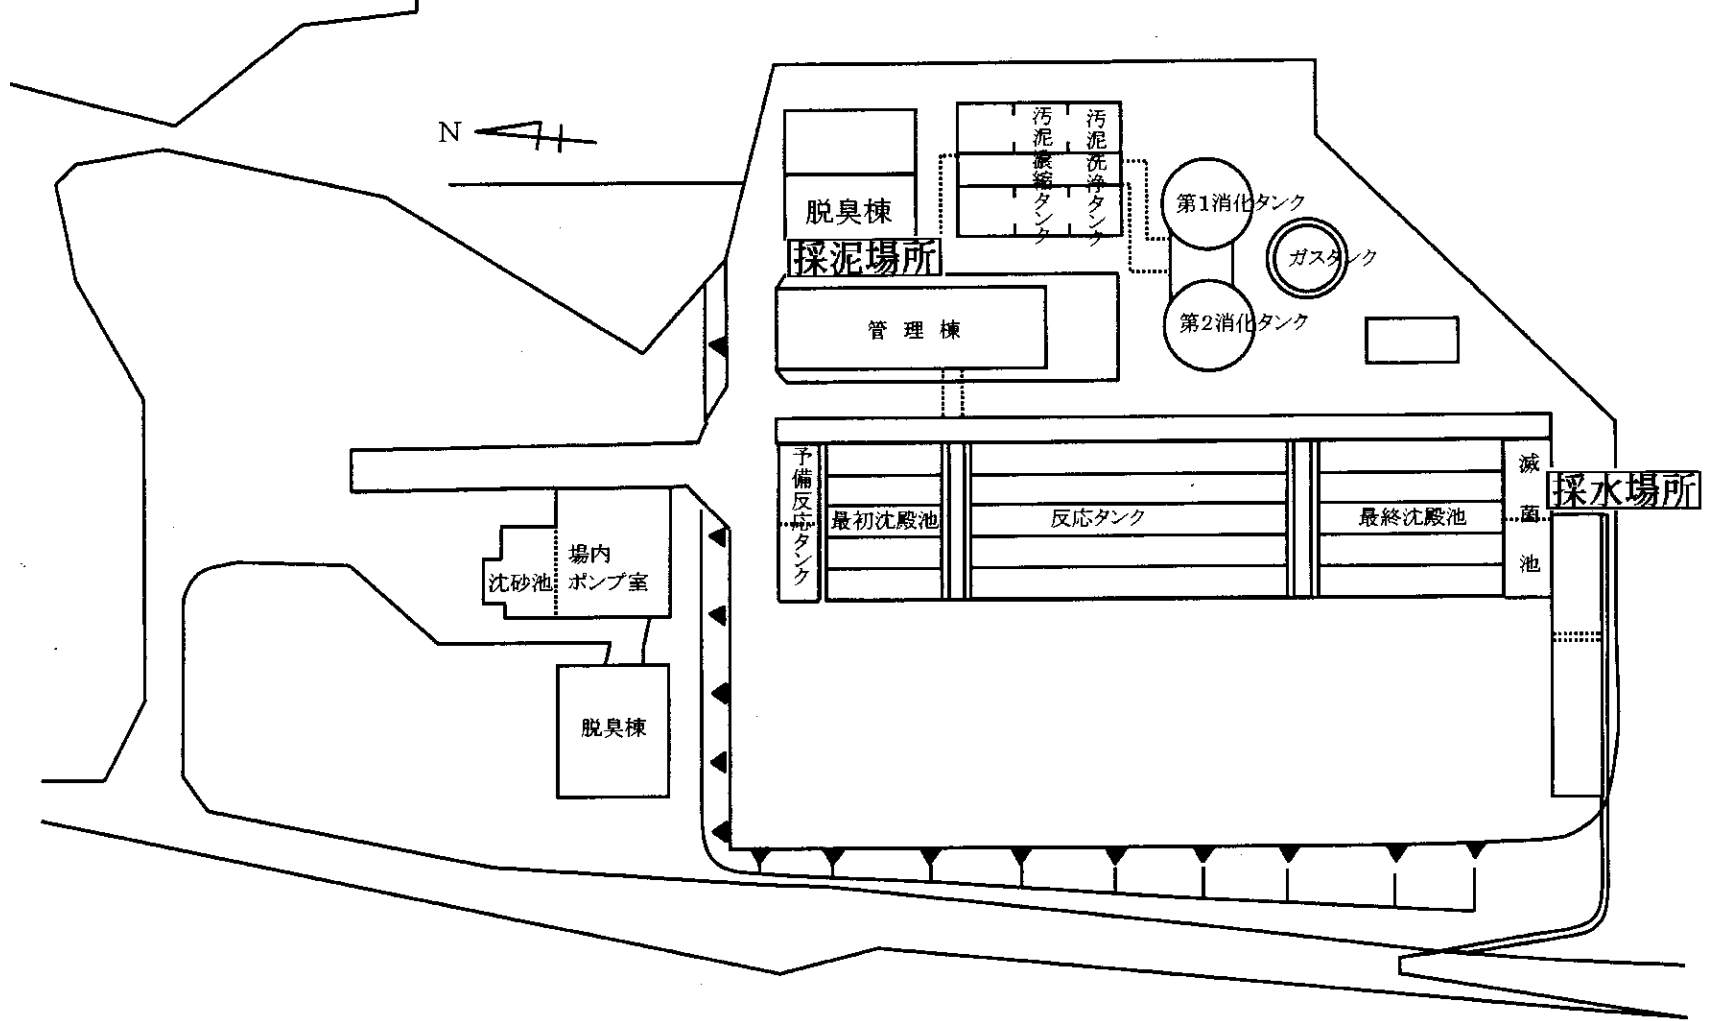 N
汚泥濃縮タンク
汚泥洗浄タンク
脱臭棟
第1消化タンク
採泥場所
ガスタンク
管理棟
第2消化タンク
予備反応タンク
最初沈殿池
反応タンク
最終沈殿池
滅菌池
採水場所
沈砂池
場内
ポンプ室
脱臭棟